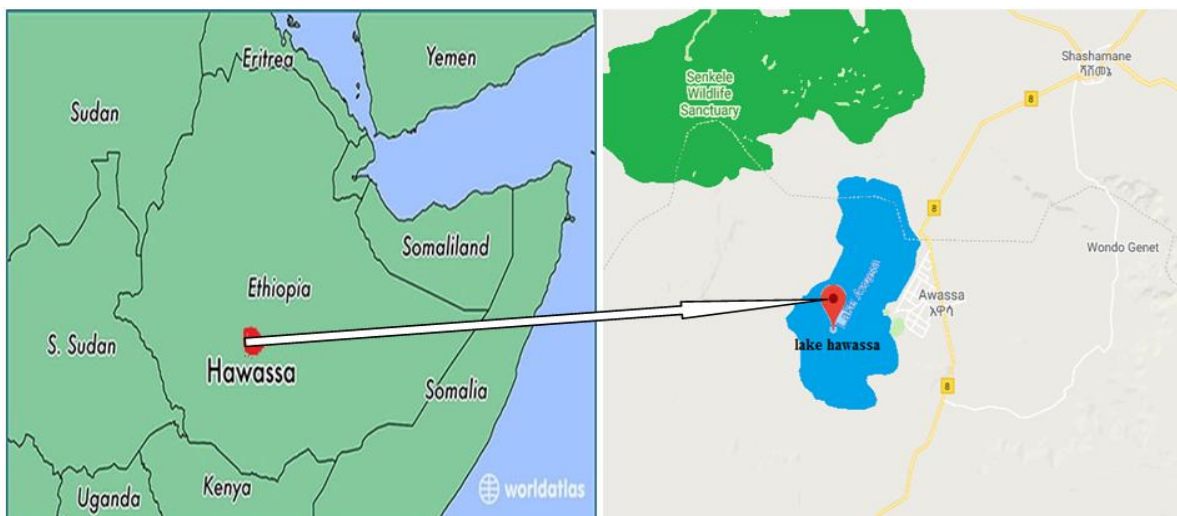 Eritrea
Yemen
Sudan
Somaliland
Ethiopia
S. Sudan
Hawassa
Somalia
Uganda
Kenya
worldatlas
Senkele
Wildlife
Sanctuary
Shashamane
ሻሸመኔ
8
8
Wondo Genet
Awassa
አዋሳ
lake hawassa
8